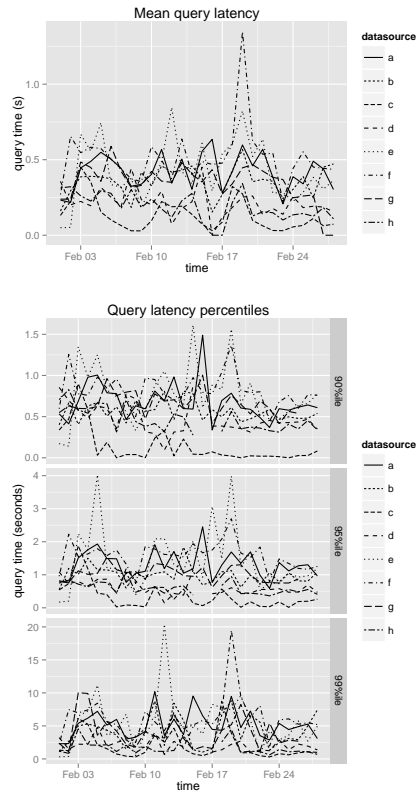 Mean query latency
query time (s)
1.0
0.5
0.0
Feb 03
Feb 10
Feb 17
Feb 24
time
datasource
a
b
c
d
e
f
g
h
Query latency percentiles
query time (seconds)
1.5
1.0
0.5
0.0
90%ile
4
3
2
1
0
95%ile
20
15
10
5
0
99%ile
Feb 03
Feb 10
Feb 17
Feb 24
time
datasource
a
b
c
d
e
f
g
h